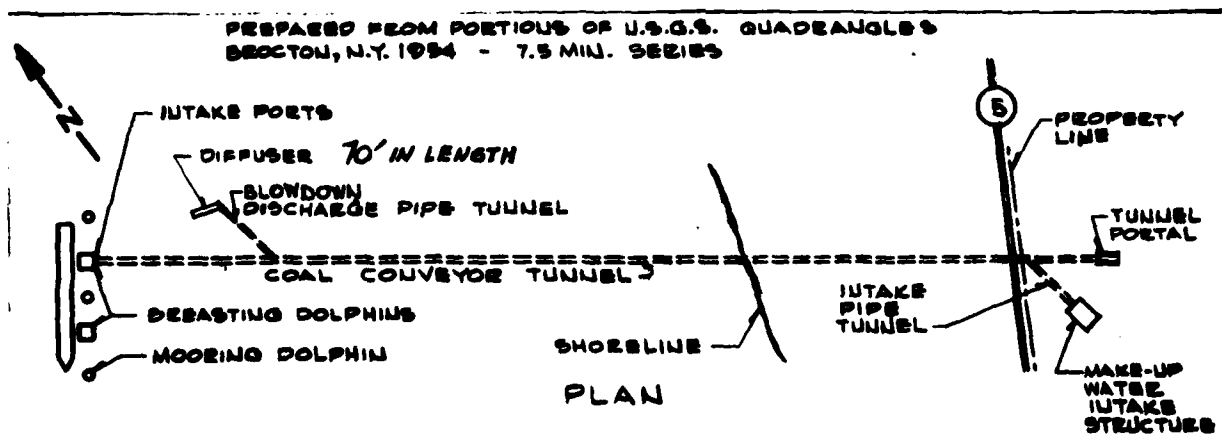 PREPARED FROM PORTIOUS OF U.S.G.S. QUADRANGLES
BROCTON, N.Y. 1954 - 7.5 MIN. SERIES
N
INTAKE PORTS
DIFFUSER 70' IN LENGTH
BLOWDOWN
DISCHARGE PIPE TUNNEL
5
PROPERTY
LINE
TUNNEL
PORTAL
COAL CONVEYOR TUNNEL
INTAKE
PIPE
TUNNEL
BREASTING DOLPHINS
SHORELINE
MOORING DOLPHIN
MAKE-UP
WATER
INTAKE
STRUCTURE
PLAN